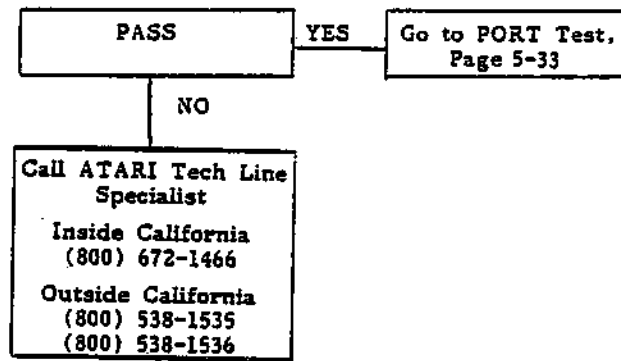 PASS
YES
Go to PORT Test,
Page 5-33
NO
Call ATARI Tech Line
Specialist
Inside California
(800) 672-1466
Outside California
(800) 538-1535
(800) 538-1536